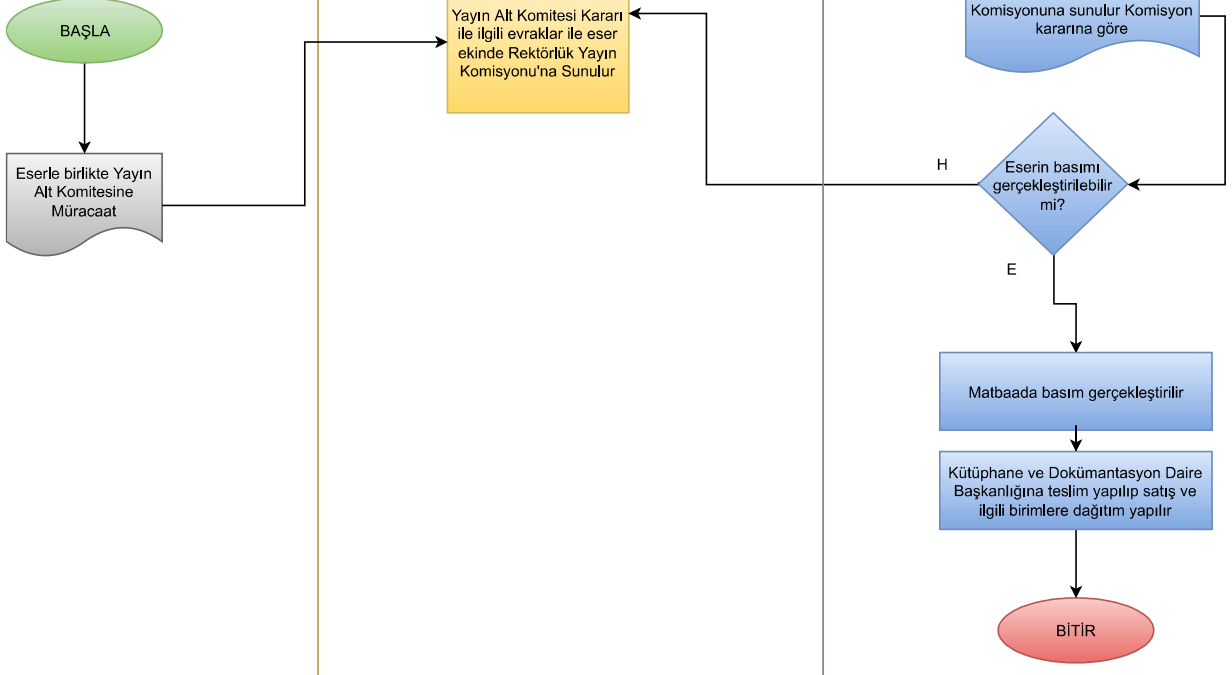 BAŞLA
Eserle birlikte Yayın
Alt Komitesine
Müracaat
Yayın Alt Komitesi Kararı
ile ilgili evraklar ile eser
ekinde Rektörlük Yayın
Komisyonu'na Sunulur
Komisyonuna sunulur Komisyon
kararına göre
H
Eserin basımı
gerçekleştirilebilir
mi?
E
Matbaada basım gerçekleştirilir
Kütüphane ve Dokümantasyon Daire
Başkanlığına teslim yapılıp satış ve
ilgili birimlere dağıtım yapılır
BİTİR